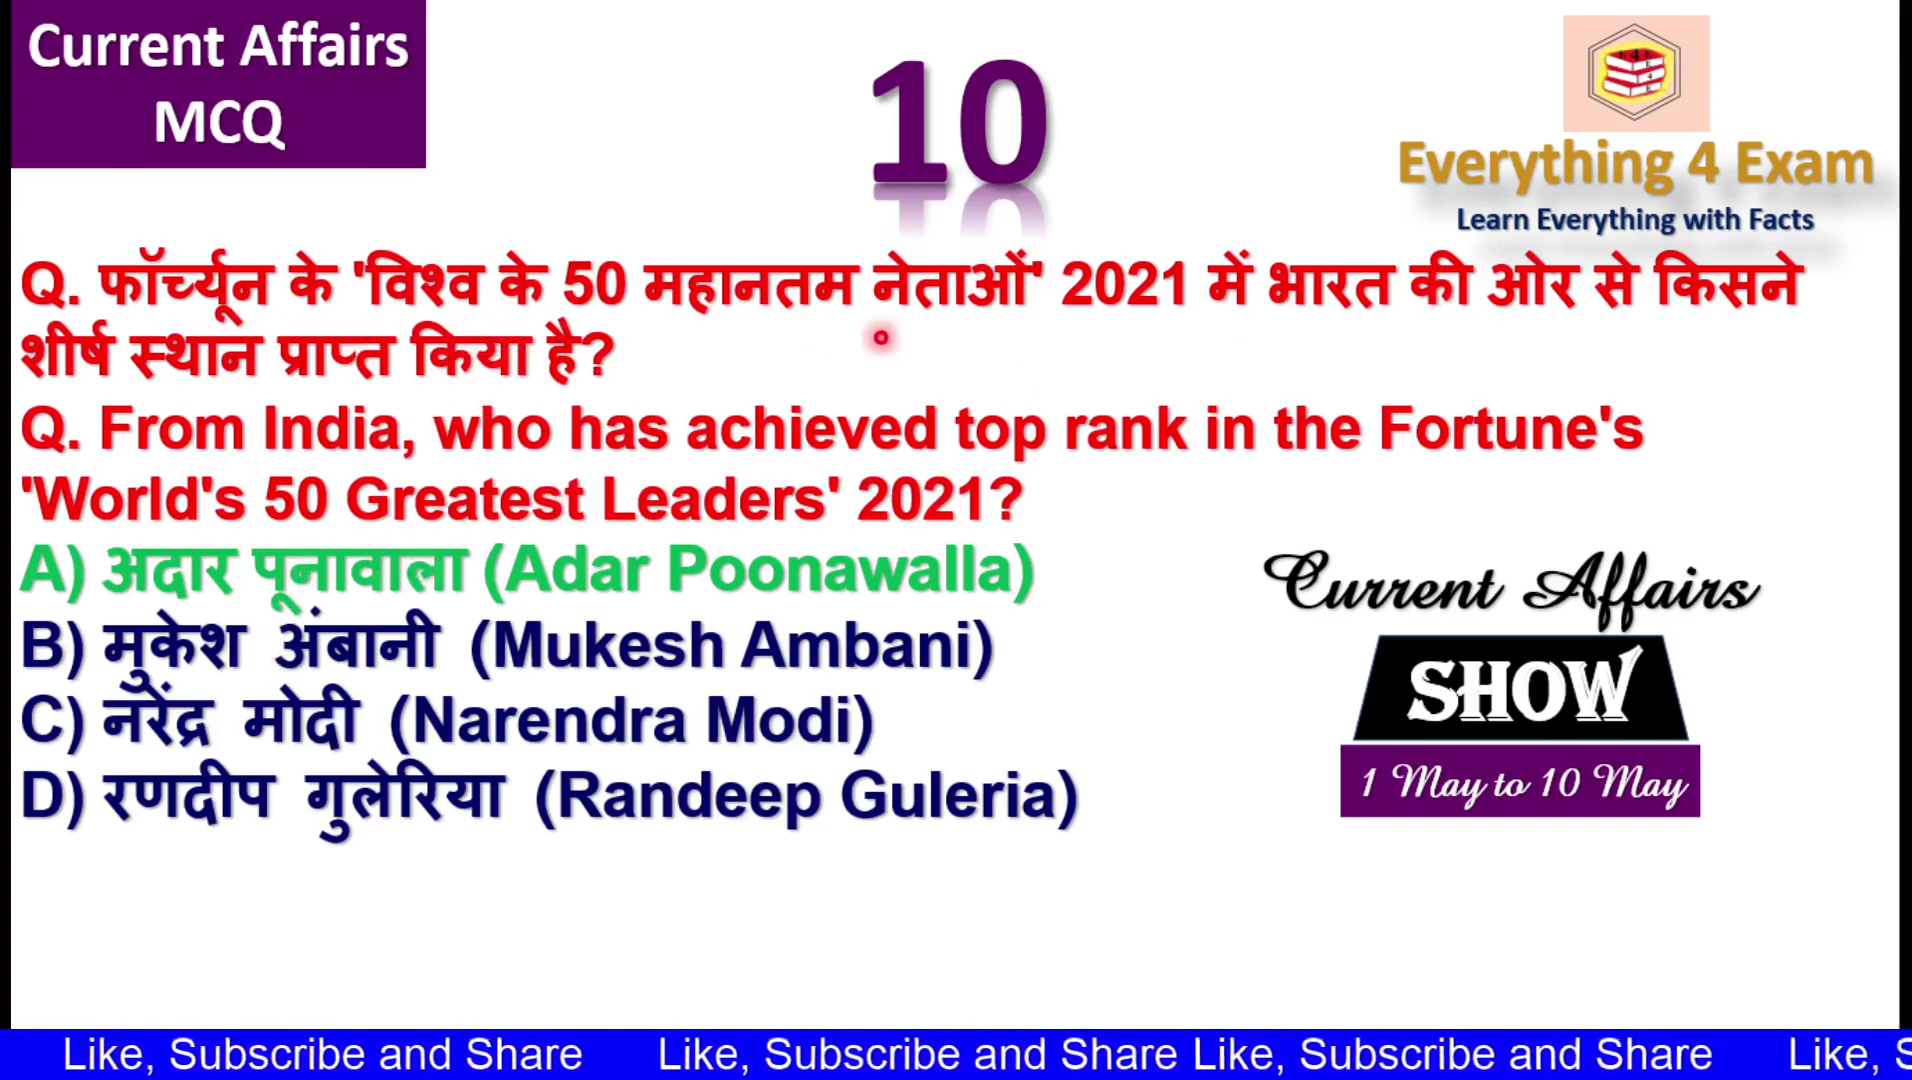 Current Affairs
MCQ
10
Everything 4 Exam
Learn Everything with Facts
Q. फॉर्च्यून के 'विश्व के 50 महानतम नेताओं' 2021 में भारत की ओर से किसने
शीर्ष स्थान प्राप्त किया है?
Q. From India, who has achieved top rank in the Fortune's
'World's 50 Greatest Leaders' 2021?
A) अदार पूनावाला (Adar Poonawalla)
B) मुकेश अंबानी (Mukesh Ambani)
C) नरेंद्र मोदी (Narendra Modi)
D) रणदीप गुलेरिया (Randeep Guleria)
Current Affairs
SHOW
1 May to 10 May
Like, Subscribe and Share Like, Subscribe and Share Like, Subscribe and Share Like, S